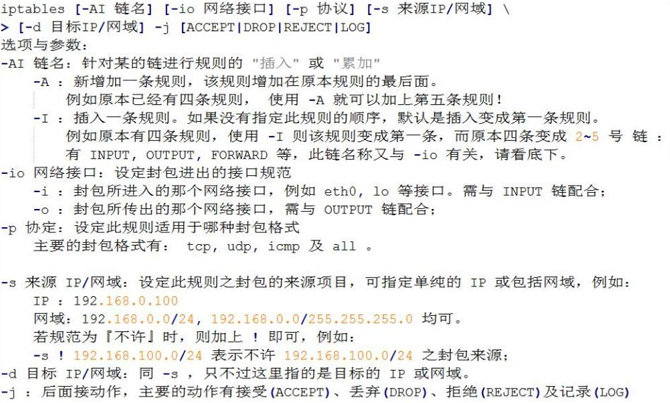 iptables [-AI 链名] [-io 网络接口] [-p 协议] [-s 来源IP/网域] \
> [-d 目标IP/网域] -j [ACCEPT|DROP|REJECT|LOG]
选项与参数:
-AI 链名: 针对某的链进行规则的 "插入" 或 "累加"
-A : 新增加一条规则, 该规则增加在原本规则的最后面。
例如原本已经有四条规则, 使用 -A 就可以加上第五条规则!
-I : 插入一条规则。如果没有指定此规则的顺序, 默认是插入变成第一条规则。
例如原本有四条规则, 使用 -I 则该规则变成第一条, 而原本四条变成 2~5 号 链 :
有 INPUT, OUTPUT, FORWARD 等, 此链名称又与 -io 有关, 请看底下。
-io 网络接口: 设定封包进出的接口规范
-i : 封包所进入的那个网络接口, 例如 eth0, lo 等接口。需与 INPUT 链配合;
-o : 封包所传出的那个网络接口, 需与 OUTPUT 链配合;
-p 协定: 设定此规则适用于哪种封包格式
主要的封包格式有: tcp, udp, icmp 及 all 。
-s 来源 IP/网域: 设定此规则之封包的来源项目, 可指定单纯的 IP 或包括网域, 例如:
IP : 192.168.0.100
网域: 192.168.0.0/24, 192.168.0.0/255.255.255.0 均可。
若规范为『不许』时, 则加上 ! 即可, 例如:
-s ! 192.168.100.0/24 表示不许 192.168.100.0/24 之封包来源;
-d 目标 IP/网域: 同 -s , 只不过这里指的是目标的 IP 或网域。
-j : 后面接动作, 主要的动作有接受(ACCEPT)、丢弃(DROP)、拒绝(REJECT)及记录(LOG)